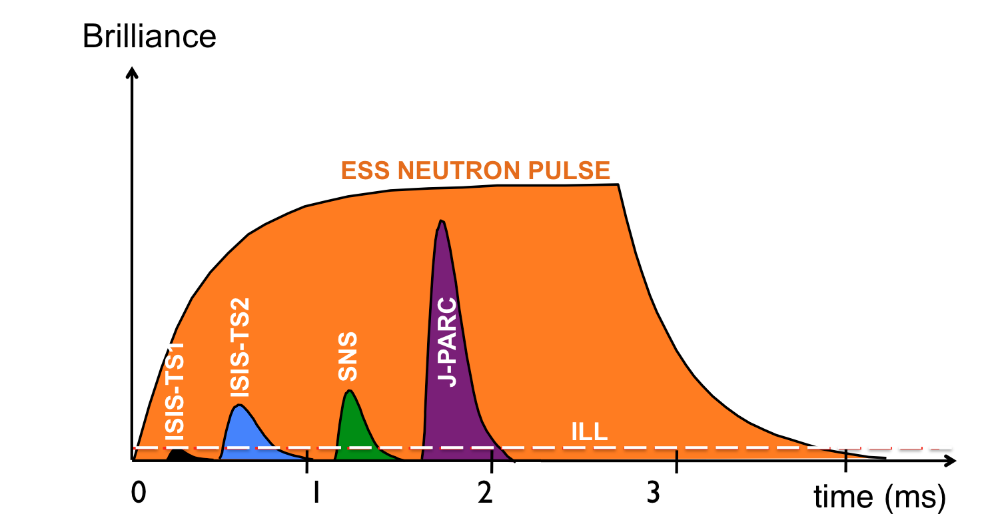 Brilliance
ESS NEUTRON PULSE
ISIS-TS1
ISIS-TS2
SNS
J-PARC
ILL
0
1
2
3
time (ms)